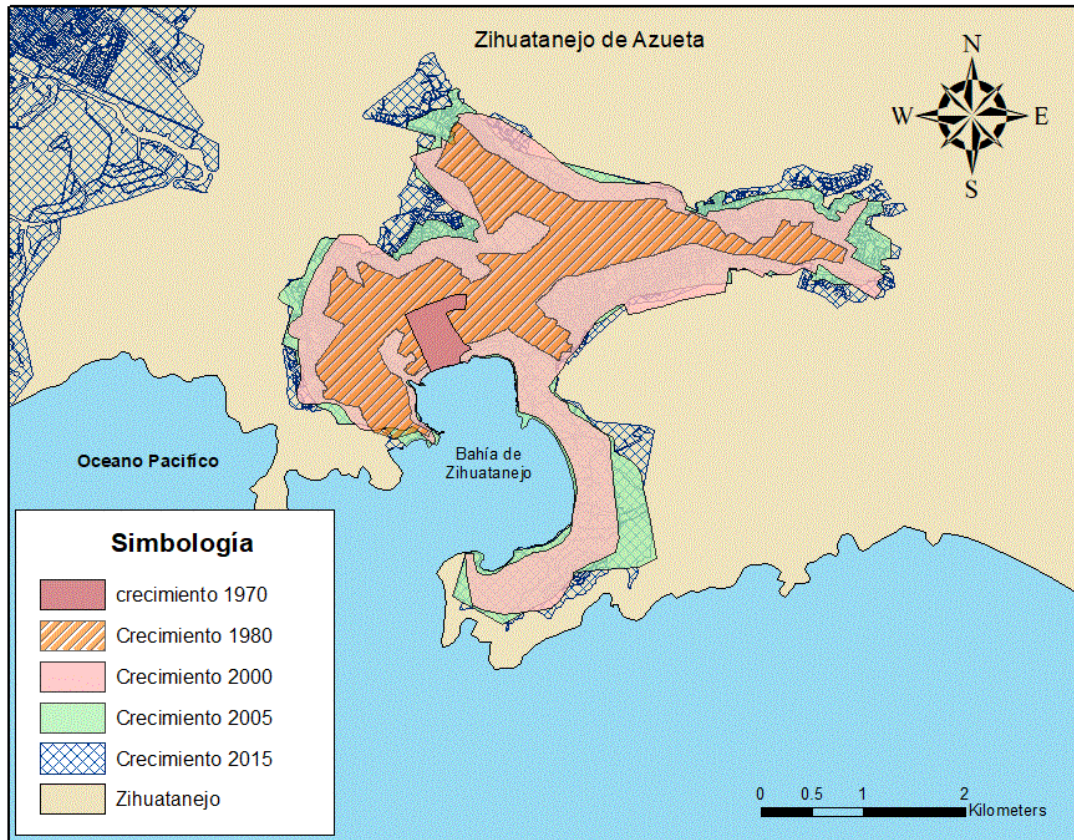 Zihuatanejo de Azueta
N
W
E
S
Oceano Pacifico
Bahía de
Zihuatanejo
Simbología
crecimiento 1970
Crecimiento 1980
Crecimiento 2000
Crecimiento 2005
Crecimiento 2015
Zihuatanejo
0 0.5 1 2
Kilometers